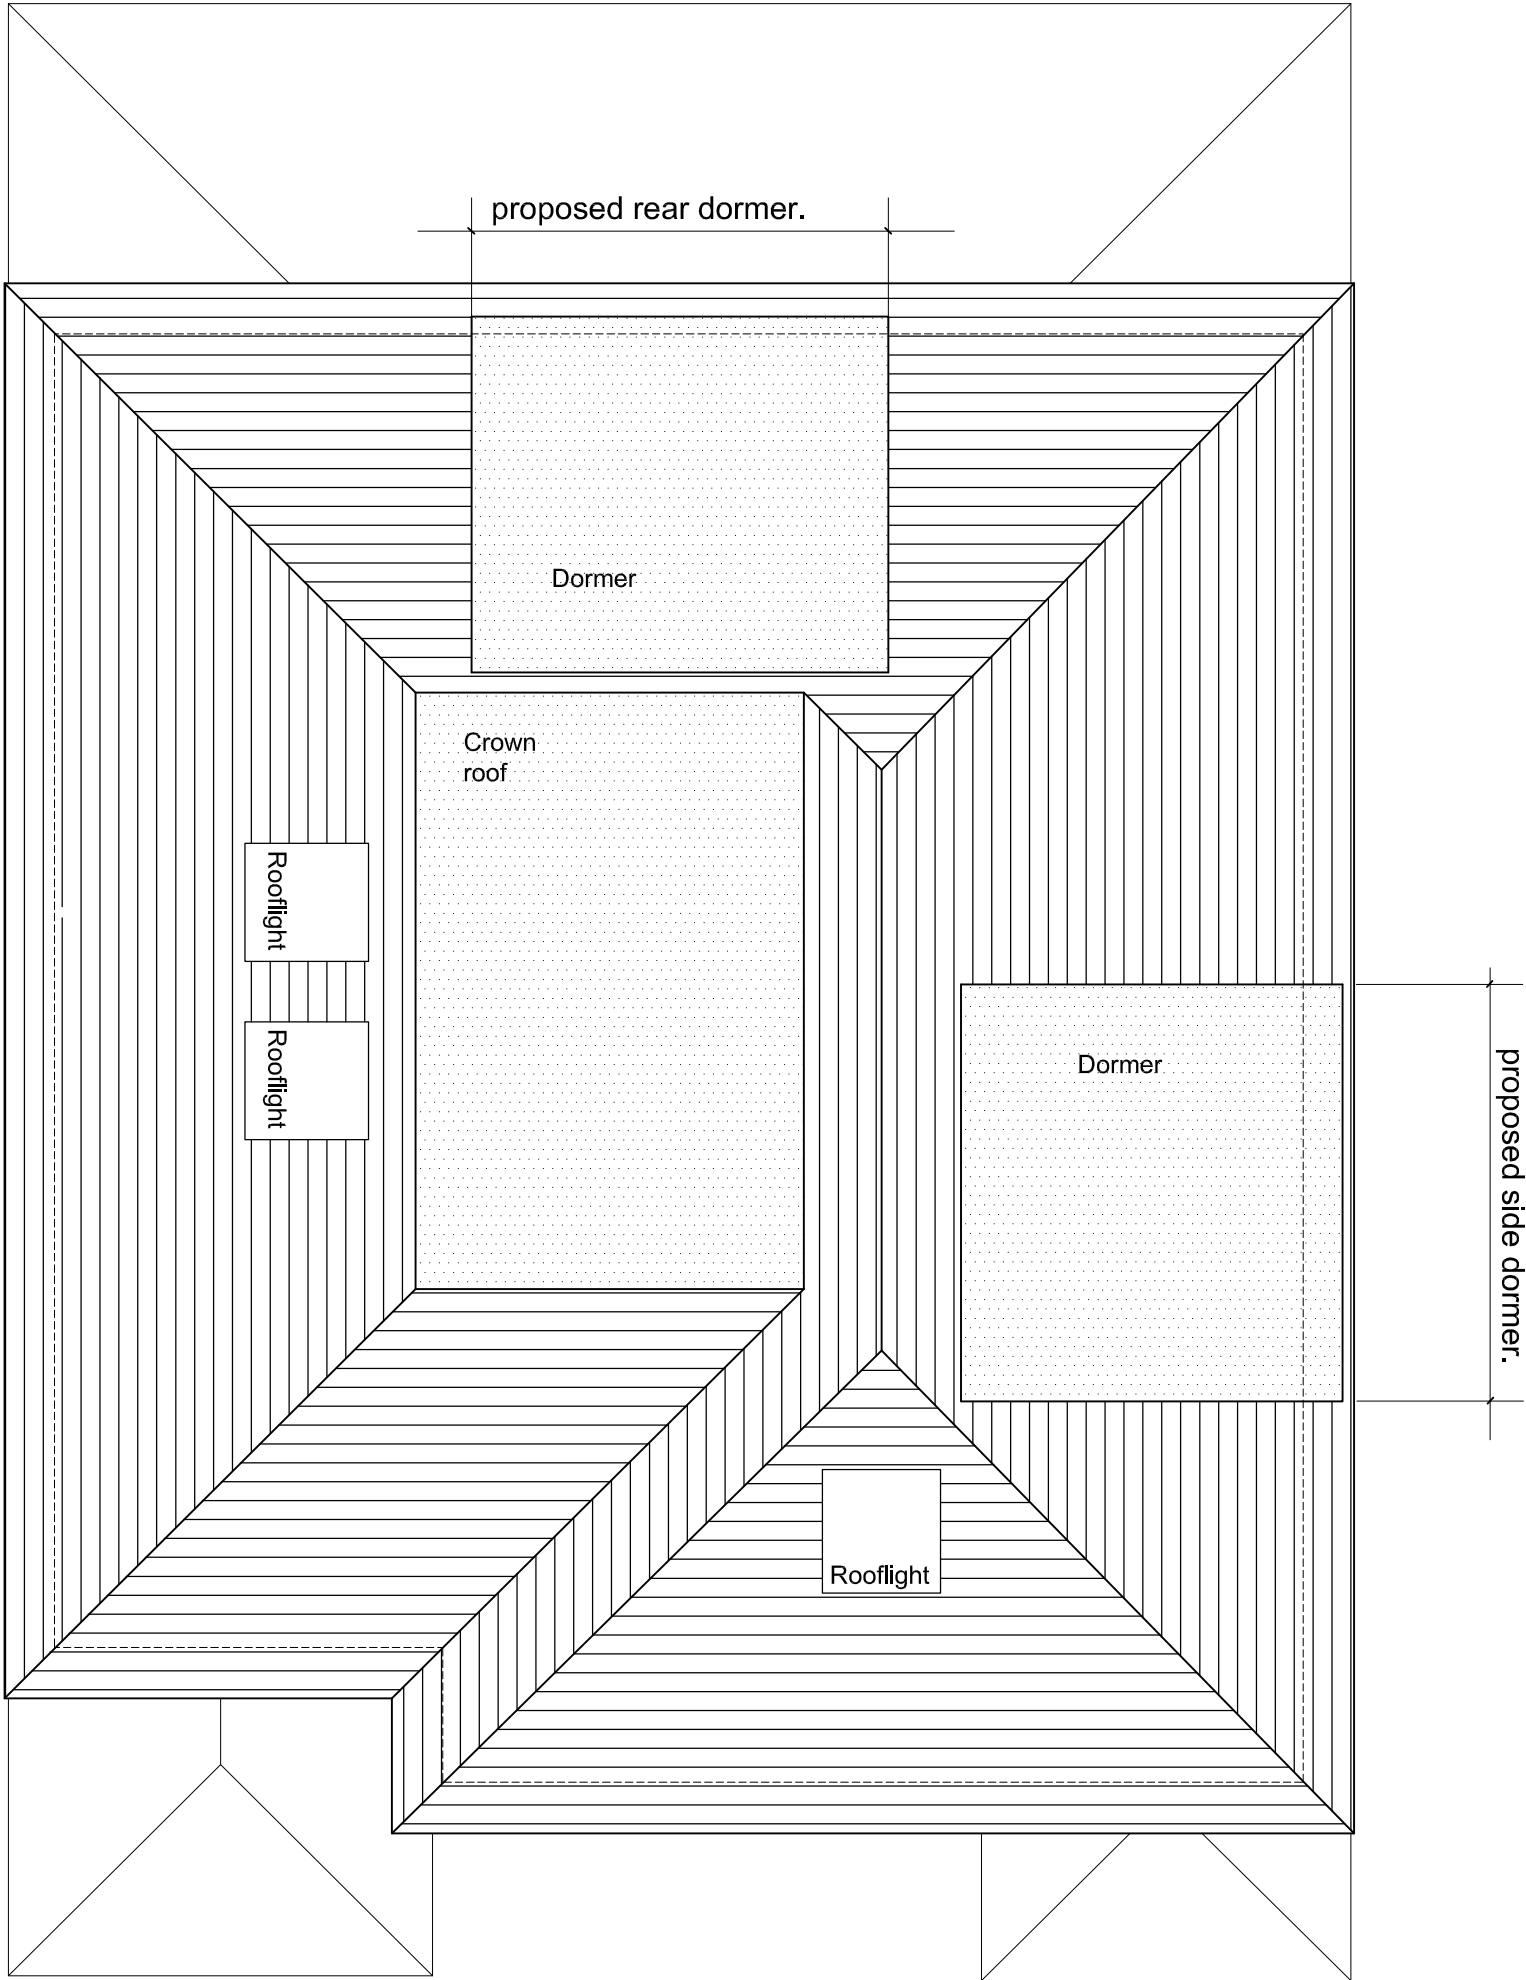 proposed rear dormer.
Dormer
Crown
roof
Rooflight
Rooflight
Dormer
proposed side dormer.
Rooflight